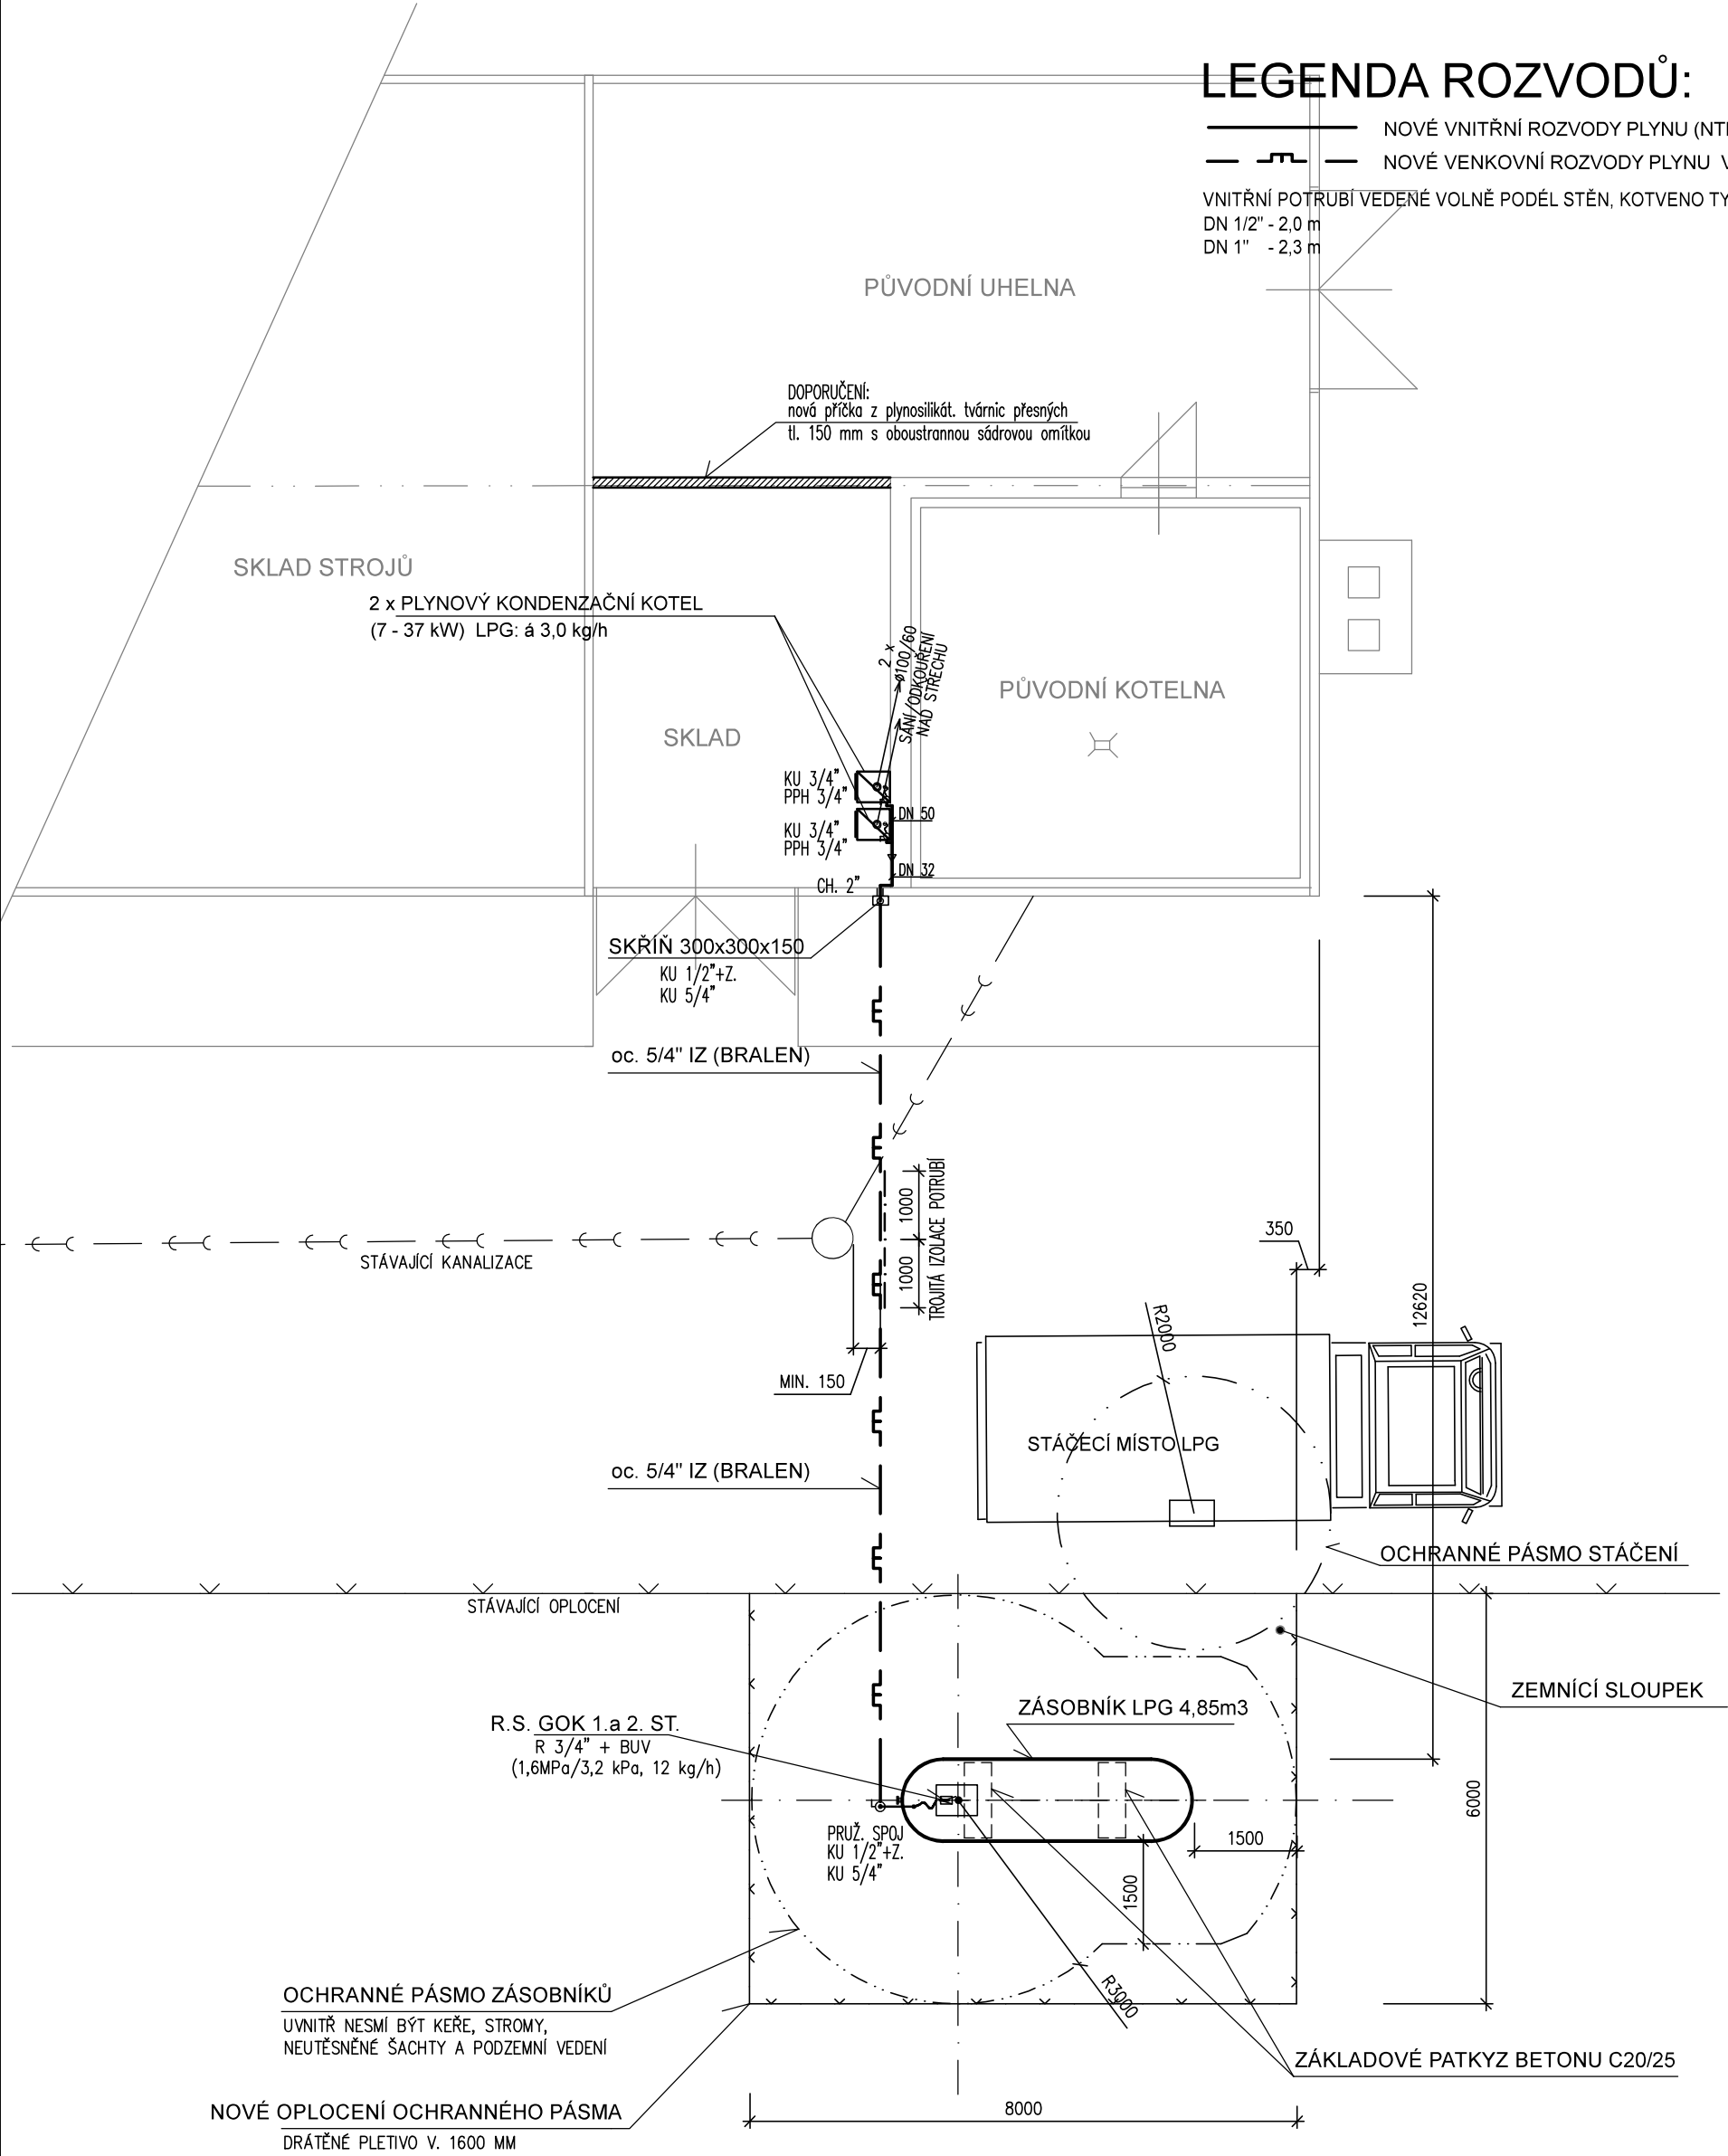 LEGENDA ROZVODŮ:
NOVÉ VNITŘNÍ ROZVODY PLYNU
NOVÉ VENKOVNÍ ROZVODY PLYNU
VNITŘNÍ POTRUBÍ VEDENÉ VOLNĚ PODÉL STĚN, KOTVENO
DN 1/2" - 2,0 m
DN 1" - 2,3 m
PŮVODNÍ UHELNA
DOPORUČENÍ:
nová příčka z plynosilikát. tvárnic přesných
tl. 150 mm s oboustrannou sádrovou omítkou
SKLAD STROJŮ
2 x PLYNOVÝ KONDENZAČNÍ KOTEL
(7 - 37 kW) LPG: á 3,0 kg/h
2 x
ø100/60
SÁNÍ/ODKOUŘENÍ
NAD STŘECHU
PŮVODNÍ KOTELNA
SKLAD
KU 3/4"
PPH 3/4"
DN 50
KU 3/4"
PPH 3/4"
DN 32
CH. 2"
SKŘÍŇ 300x300x150
KU 1/2"+Z.
KU 5/4"
oc. 5/4" IZ (BRALEN)
1000
1000
TROJITÁ IZOLACE POTRUBÍ
350
STÁVAJÍCÍ KANALIZACE
12620
R2000
MIN. 150
STÁČECÍ MÍSTO LPG
oc. 5/4" IZ (BRALEN)
OCHRANNÉ PÁSMO STÁČENÍ
STÁVAJÍCÍ OPLOCENÍ
ZEMNÍCÍ SLOUPEK
ZÁSOBNÍK LPG 4,85m3
R.S. GOK 1.a 2. ST.
R 3/4" + BUV
(1,6MPa/3,2 kPa, 12 kg/h)
6000
PRUŽ. SPOJ
KU 1/2"+Z.
KU 5/4"
1500
1500
R3000
OCHRANNÉ PÁSMO ZÁSOBNÍKŮ
UVNITŘ NESMÍ BÝT KEŘE, STROMY,
NEUTĚSNĚNÉ ŠACHTY A PODZEMNÍ VEDENÍ
ZÁKLADOVÉ PATKYZ BETONU C20/25
NOVÉ OPLOCENÍ OCHRANNÉHO PÁSMA
DRÁTĚNÉ PLETIVO V. 1600 MM
8000